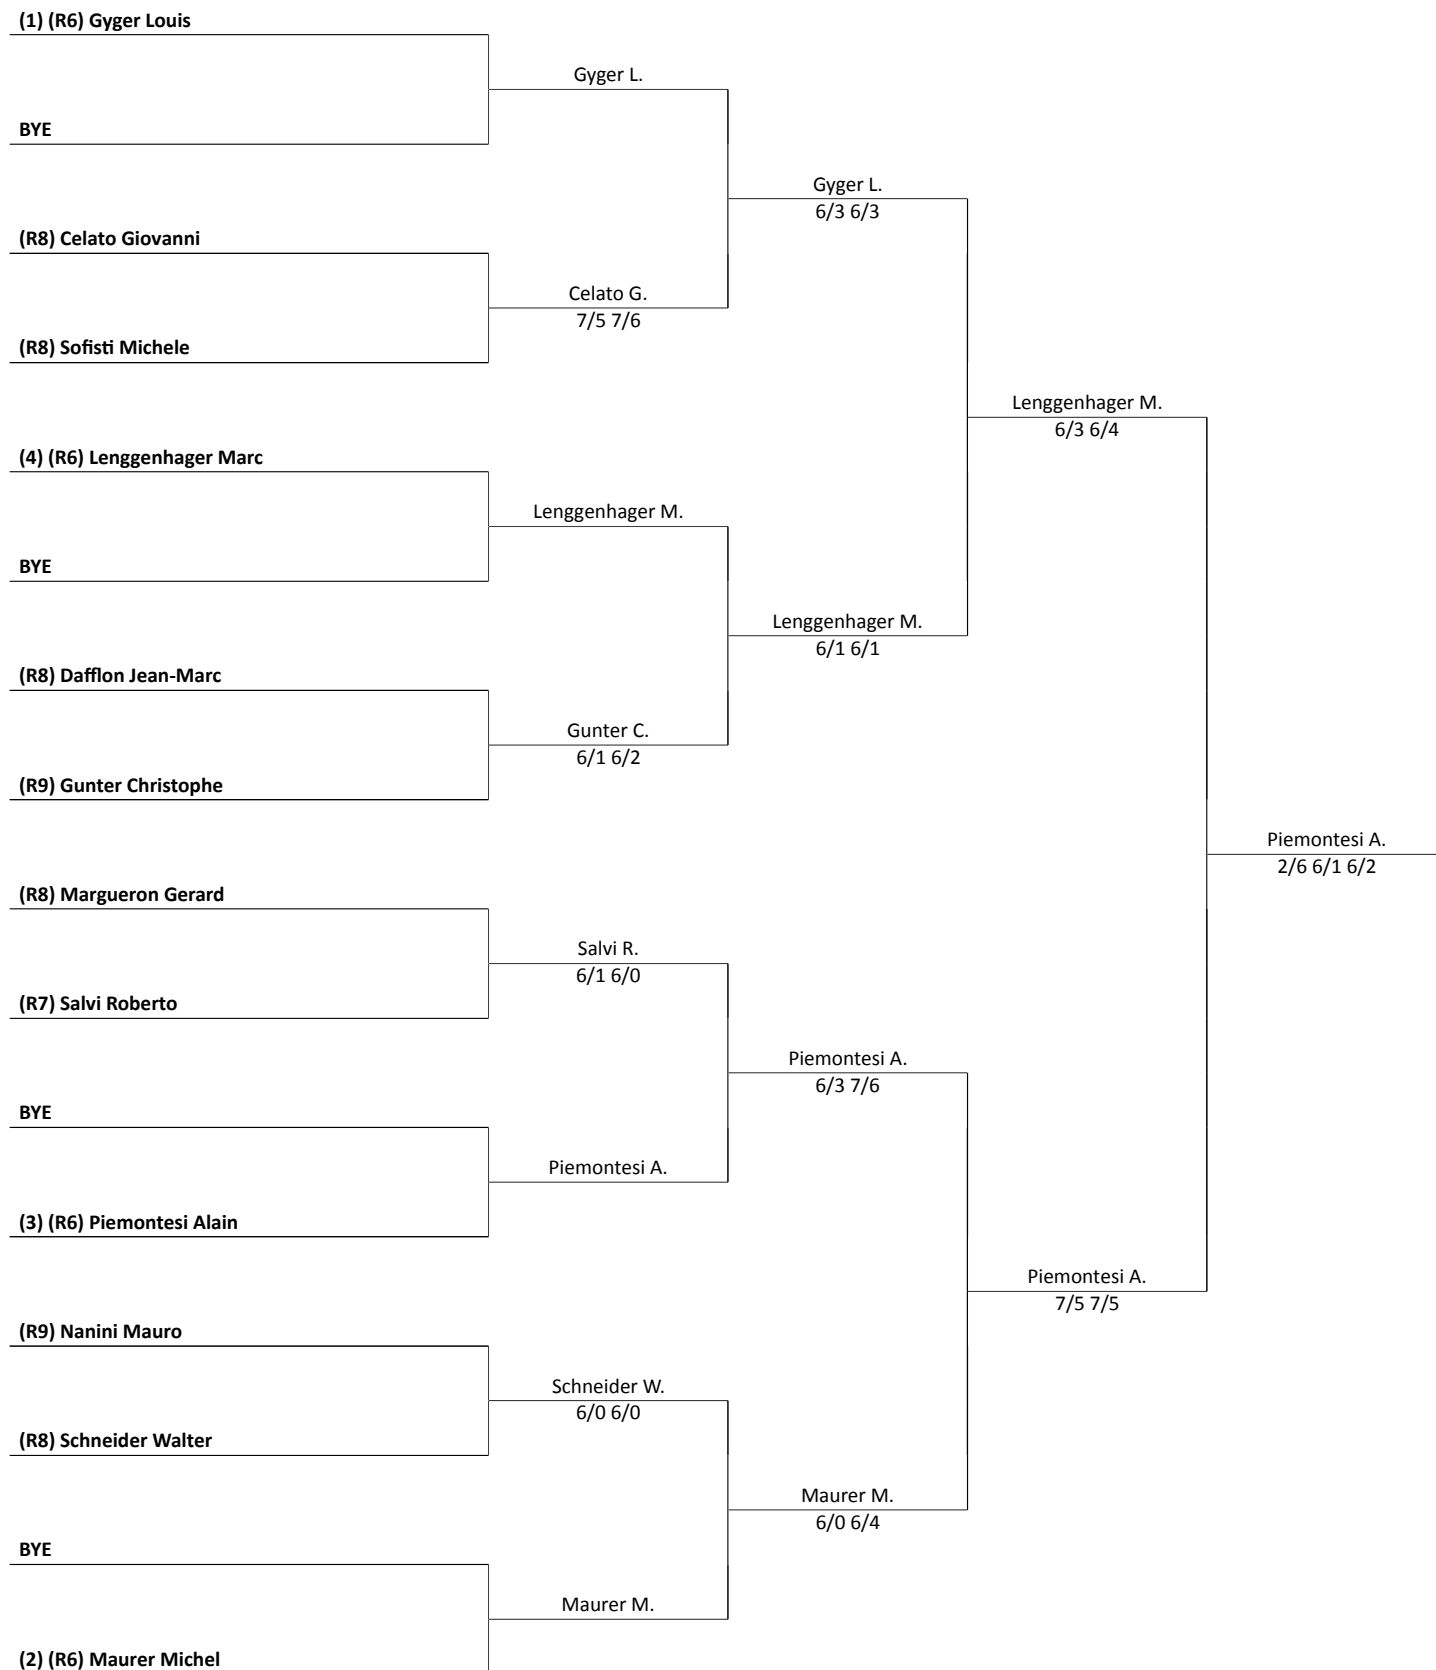 (1) (R6) Gyger Louis
Gyger L.
BYE
Gyger L.
6/3 6/3
(R8) Celato Giovanni
Celato G.
7/5 7/6
(R8) Sofisti Michele
Lenggenhager M.
6/3 6/4
(4) (R6) Lenggenhager Marc
Lenggenhager M.
BYE
Lenggenhager M.
6/1 6/1
(R8) Dafflon Jean-Marc
Gunter C.
6/1 6/2
(R9) Gunter Christophe
Piemontesi A.
2/6 6/1 6/2
(R8) Margueron Gerard
Salvi R.
6/1 6/0
(R7) Salvi Roberto
Piemontesi A.
6/3 7/6
BYE
Piemontesi A.
(3) (R6) Piemontesi Alain
Piemontesi A.
7/5 7/5
(R9) Nanini Mauro
Schneider W.
6/0 6/0
(R8) Schneider Walter
Maurer M.
6/0 6/4
BYE
Maurer M.
(2) (R6) Maurer Michel